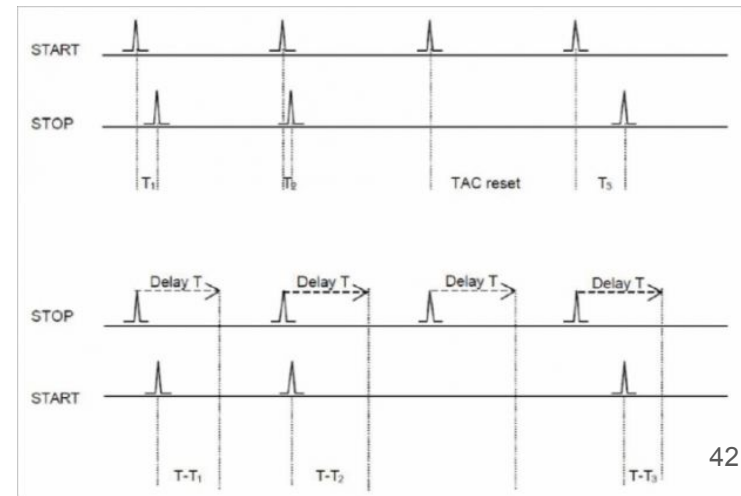 START
STOP
T₁ T₂ TAC reset T₃
Delay T Delay T Delay T Delay T
STOP
START
T-T₁ T-T₂ T-T₃
42